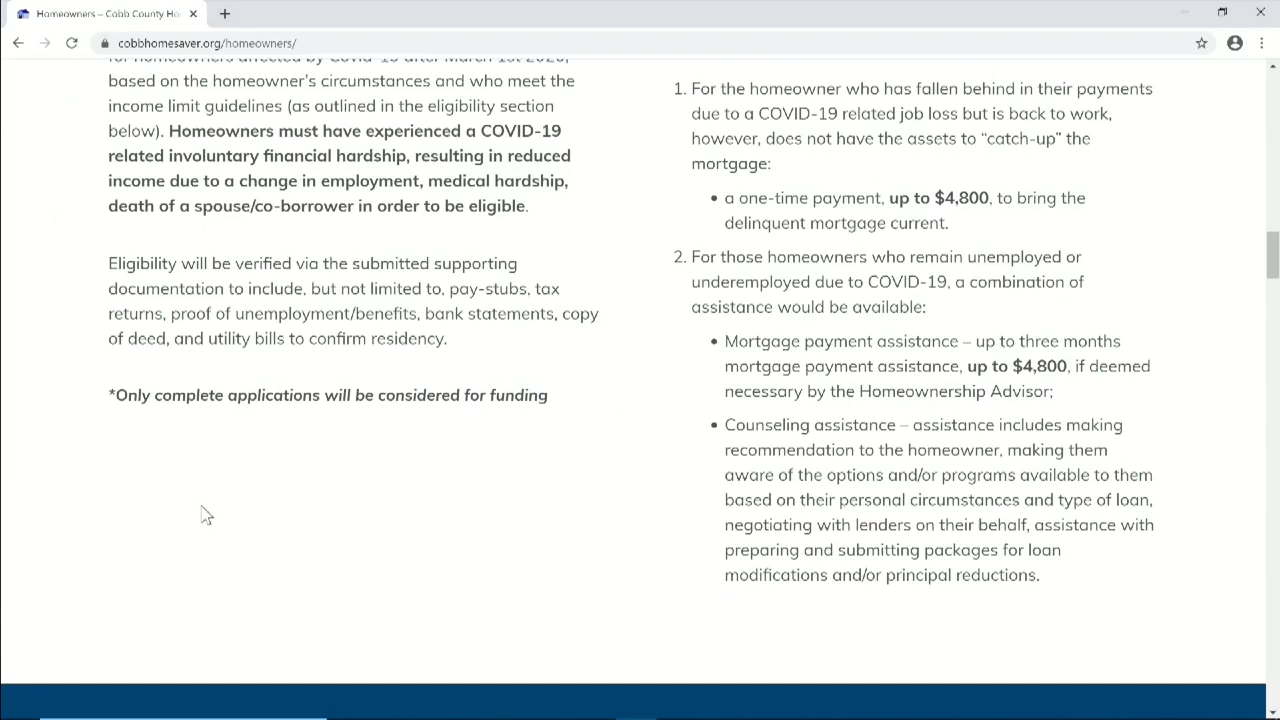 Homeowners – Cobb County Ho
cobbhomesaver.org/homeowners/
for homeowners affected by Covid-19 after March 1st 2020,
based on the homeowner's circumstances and who meet the
income limit guidelines (as outlined in the eligibility section
below). Homeowners must have experienced a COVID-19
related involuntary financial hardship, resulting in reduced
income due to a change in employment, medical hardship,
death of a spouse/co-borrower in order to be eligible.
Eligibility will be verified via the submitted supporting
documentation to include, but not limited to, pay-stubs, tax
returns, proof of unemployment/benefits, bank statements, copy
of deed, and utility bills to confirm residency.
*Only complete applications will be considered for funding
1. For the homeowner who has fallen behind in their payments
due to a COVID-19 related job loss but is back to work,
however, does not have the assets to “catch-up” the
mortgage:
• a one-time payment, up to $4,800, to bring the
delinquent mortgage current.
2. For those homeowners who remain unemployed or
underemployed due to COVID-19, a combination of
assistance would be available:
• Mortgage payment assistance – up to three months
mortgage payment assistance, up to $4,800, if deemed
necessary by the Homeownership Advisor;
• Counseling assistance – assistance includes making
recommendation to the homeowner, making them
aware of the options and/or programs available to them
based on their personal circumstances and type of loan,
negotiating with lenders on their behalf, assistance with
preparing and submitting packages for loan
modifications and/or principal reductions.